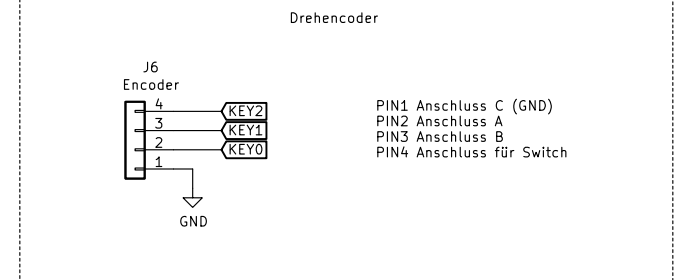 Drehencoder
J6
Encoder
4 KEY2
3 KEY1
2 KEY0
1
GND
PIN1 Anschluss C (GND)
PIN2 Anschluss A
PIN3 Anschluss B
PIN4 Anschluss für Switch